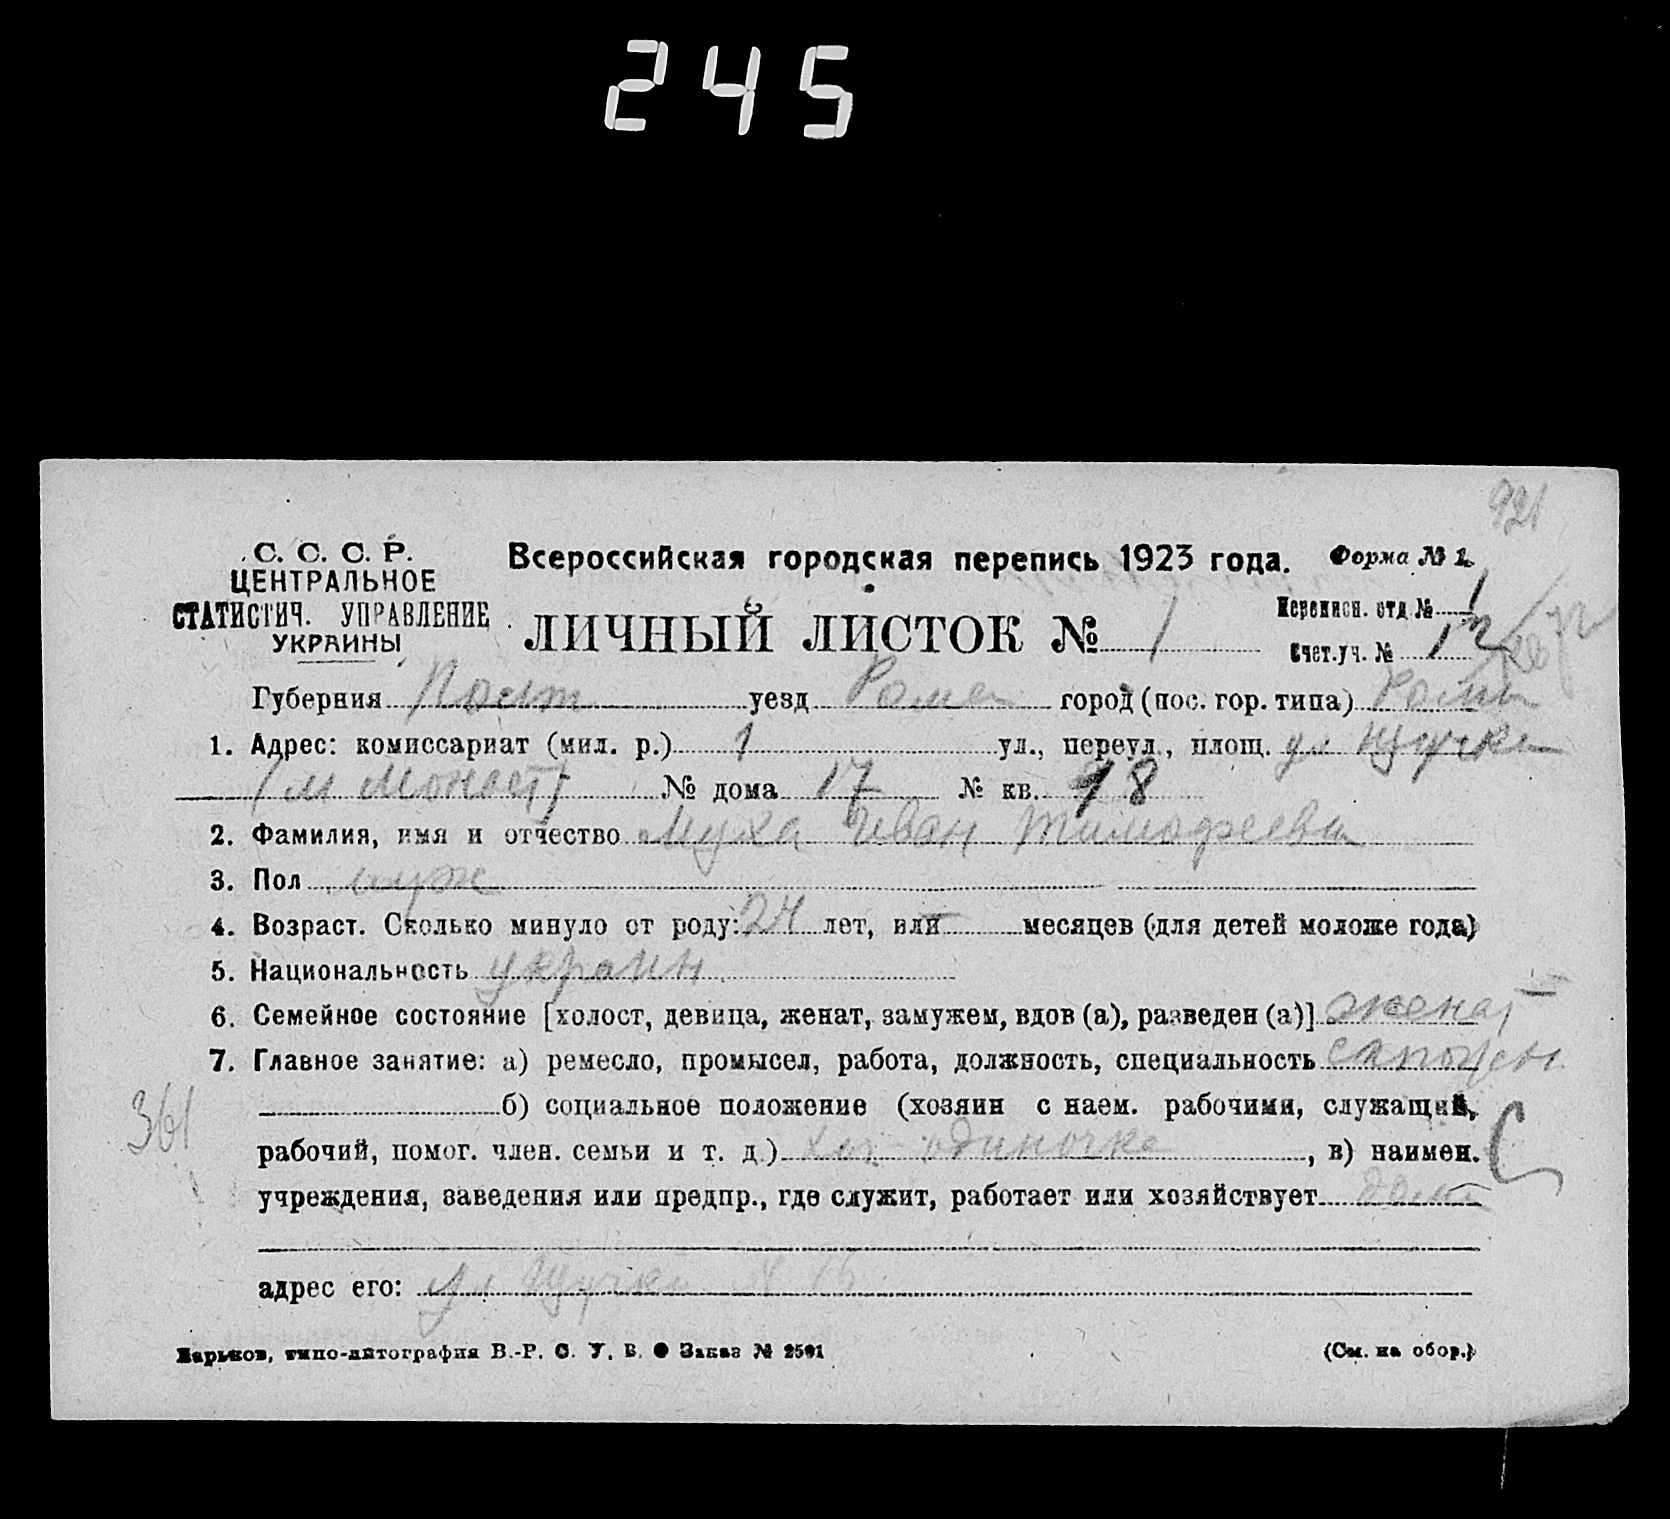 245
921
С. С. С. Р.
ЦЕНТРАЛЬНОЕ
СТАТИСТИЧ. УПРАВЛЕНИЕ
УКРАИНЫ
Всероссийская городская перепись 1923 года. Форма № 1.
ЛИЧНЫЙ ЛИСТОК № 1
Переписн. отд № 1
Счет.уч. № 12
Губерния Полт уезд Ромен город (пос. гор. типа) Ромн
1. Адрес: комиссариат (мил. р.) 1 ул., переул., площ. ул Щучки
(м Монаст) № дома 17 № кв. 18
2. Фамилия, имя и отчество Муха Иван Тимофеевич
3. Пол муж
4. Возраст. Сколько минуло от роду: 24 лет, или — месяцев (для детей моложе года)
5. Национальность украин
6. Семейное состояние [холост, девица, женат, замужем, вдов (а), разведен (а)] женат
7. Главное занятие: а) ремесло, промысел, работа, должность, специальность сапожн
361
б) социальное положение (хозяин с наем. рабочими, служащий,
рабочий, помог. член. семьи и т. д.) хоз одиночка, в) наимен. С
учреждения, заведения или предпр., где служит, работает или хозяйствует дома
адрес его: ул Щучки
Харьков, типо-литография В.-Р. С. У. В. Заказ № 2591
(См. на обор.)